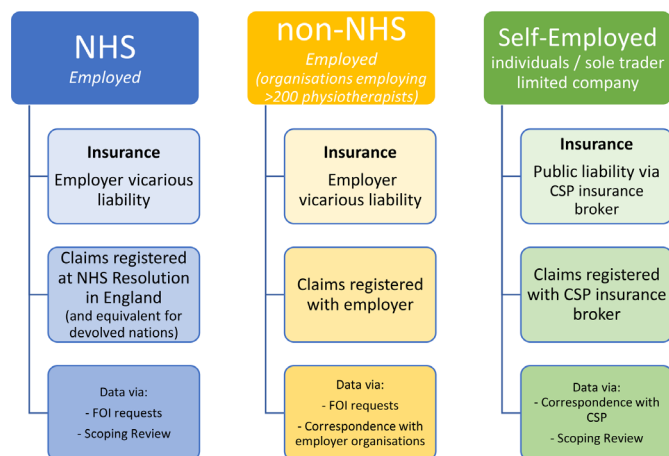 NHS
Employed
Insurance
Employer vicarious
liability
Claims registered
at NHS Resolution
in England
(and equivalent for
devolved nations)
Data via:
- FOI requests
- Scoping Review
non-NHS
Employed
(organisations employing
>200 physiotherapists)
Insurance
Employer
vicarious liability
Claims registered
with employer
Data via:
- FOI requests
- Correspondence with
employer organisations
Self-Employed
individuals / sole trader
limited company
Insurance
Public liability via
CSP insurance
broker
Claims registered
with CSP insurance
broker
Data via:
- Correspondence with
CSP
- Scoping Review